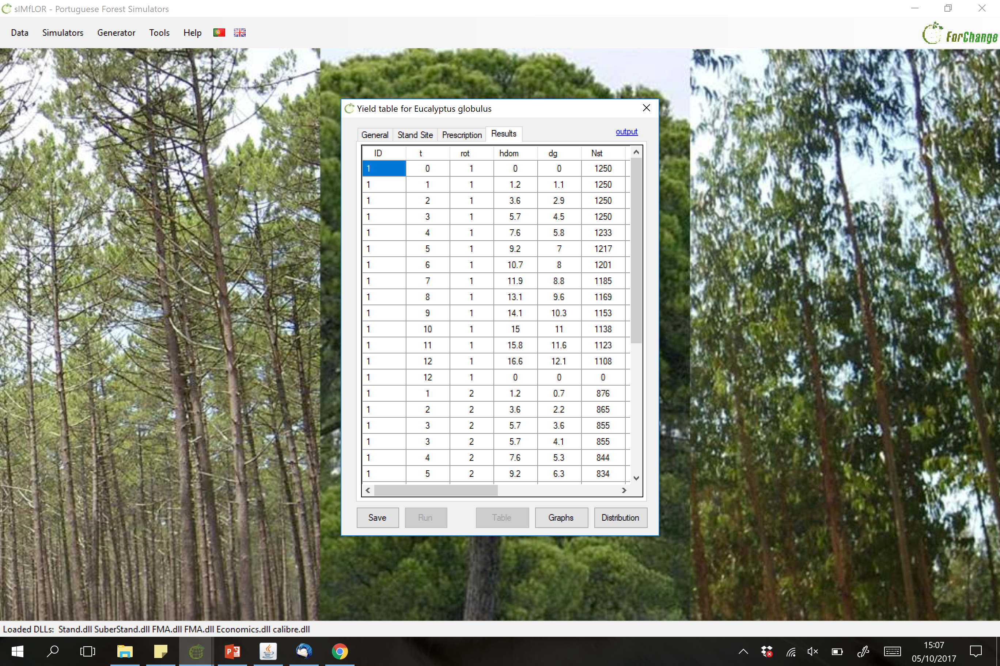 sIMfLOR - Portuguese Forest Simulators
Data Simulators Generator Tools Help
ForChange
Yield table for Eucalyptus globulus
General Stand Site Prescription Results output
ID t rot hdom dg Nst
1 0 1 0 0 1250
1 1 1 1.2 1.1 1250
1 2 1 3.6 2.9 1250
1 3 1 5.7 4.5 1250
1 4 1 7.6 5.8 1233
1 5 1 9.2 7 1217
1 6 1 10.7 8 1201
1 7 1 11.9 8.8 1185
1 8 1 13.1 9.6 1169
1 9 1 14.1 10.3 1153
1 10 1 15 11 1138
1 11 1 15.8 11.6 1123
1 12 1 16.6 12.1 1108
1 12 1 0 0 0
1 1 2 1.2 0.7 876
1 2 2 3.6 2.2 865
1 3 2 5.7 3.6 855
1 3 2 5.7 4.1 855
1 4 2 7.6 5.3 844
1 5 2 9.2 6.3 834
Save Run Table Graphs Distribution
Loaded DLLs: Stand.dll SuberStand.dll FMA.dll FMA.dll Economics.dll calibre.dll
15:07
05/10/2017